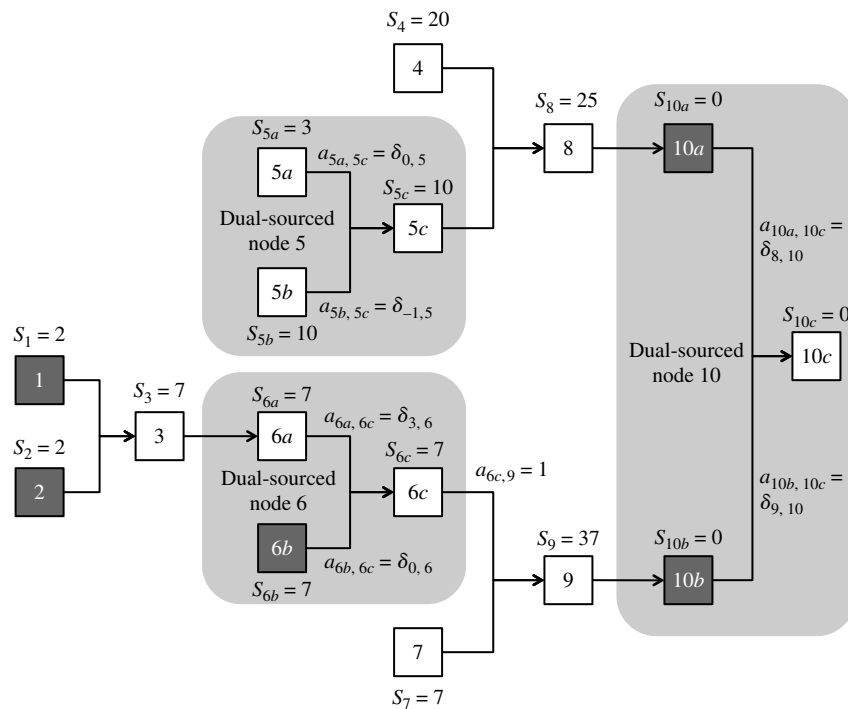 S₄ = 20
4
S₈ = 25
8
S₁₀ₐ = 0
10a
S₅ₐ = 3
5a
a₅ₐ, ₅c = δ₀, ₅
S₅c = 10
5c
Dual-sourced
node 5
5b
a₅b, ₅c = δ₋₁,₅
S₅b = 10
a₁₀ₐ, ₁₀c =
δ₈, ₁₀
S₁₀c = 0
10c
Dual-sourced
node 10
S₁ = 2
1
S₂ = 2
2
S₃ = 7
3
S₆ₐ = 7
6a
a₆ₐ, ₆c = δ₃, ₆
S₆c = 7
6c
Dual-sourced
node 6
6b
a₆b, ₆c = δ₀, ₆
S₆b = 7
a₆c, ₉ = 1
S₉ = 37
9
S₁₀b = 0
10b
a₁₀b, ₁₀c =
δ₉, ₁₀
7
S₇ = 7